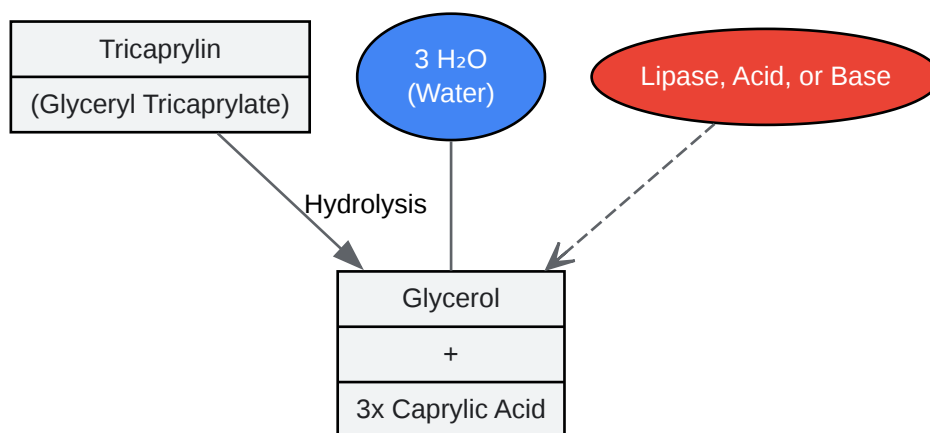 Tricaprylin
(Glyceryl Tricaprylate)
3 H₂O
(Water)
Lipase, Acid, or Base
Hydrolysis
Glycerol
+
3x Caprylic Acid